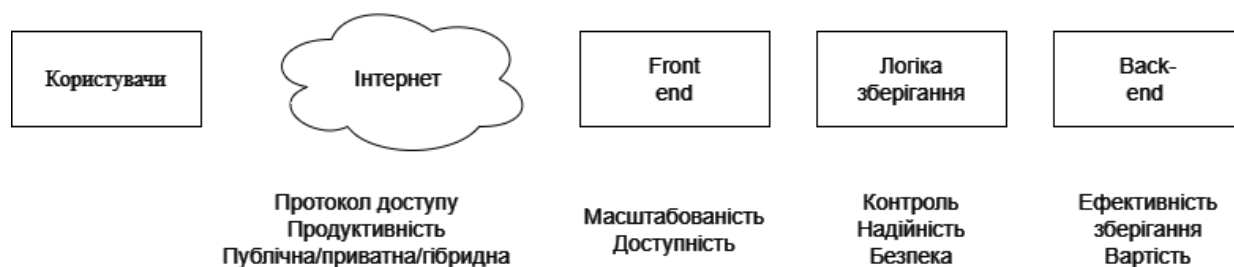 Користувачи
Інтернет
Front
end
Логіка
зберігання
Back-
end
Протокол доступу
Продуктивність
Публічна/приватна/гібридна
Масштабованість
Доступність
Контроль
Надійність
Безпека
Ефективність
зберігання
Вартість